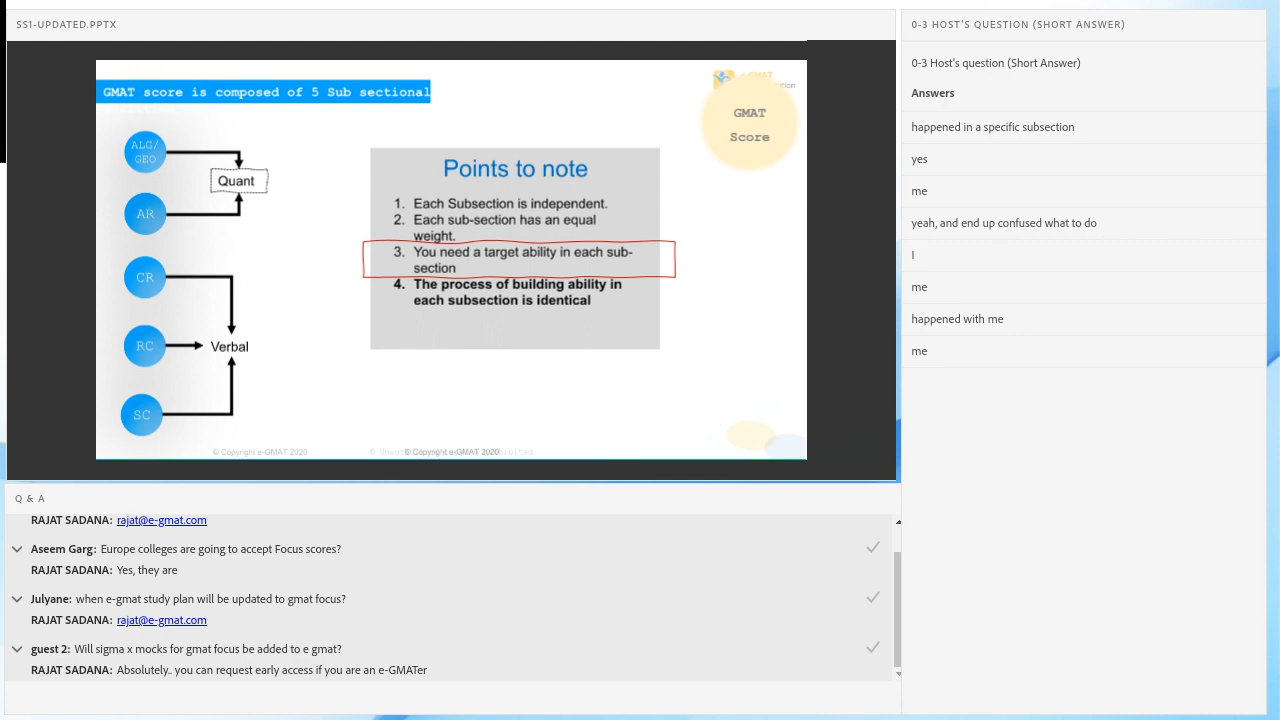 SS1-UPDATED.PPTX
GMAT score is composed of 5 Sub sectional
e-GMAT
GMAT
Score
ALG/
GEO
Quant
AR
CR
RC
Verbal
SC
Points to note
1. Each Subsection is independent.
2. Each sub-section has an equal
weight.
3. You need a target ability in each sub-
section
4. The process of building ability in
each subsection is identical
© Copyright e-GMAT 2020
© Copyright e-GMAT 2020
Q & A
RAJAT SADANA: rajat@e-gmat.com
Aseem Garg: Europe colleges are going to accept Focus scores?
RAJAT SADANA: Yes, they are
Julyane: when e-gmat study plan will be updated to gmat focus?
RAJAT SADANA: rajat@e-gmat.com
guest 2: Will sigma x mocks for gmat focus be added to e gmat?
RAJAT SADANA: Absolutely.. you can request early access if you are an e-GMATer
0-3 HOST'S QUESTION (SHORT ANSWER)
0-3 Host's question (Short Answer)
Answers
happened in a specific subsection
yes
me
yeah, and end up confused what to do
I
me
happened with me
me